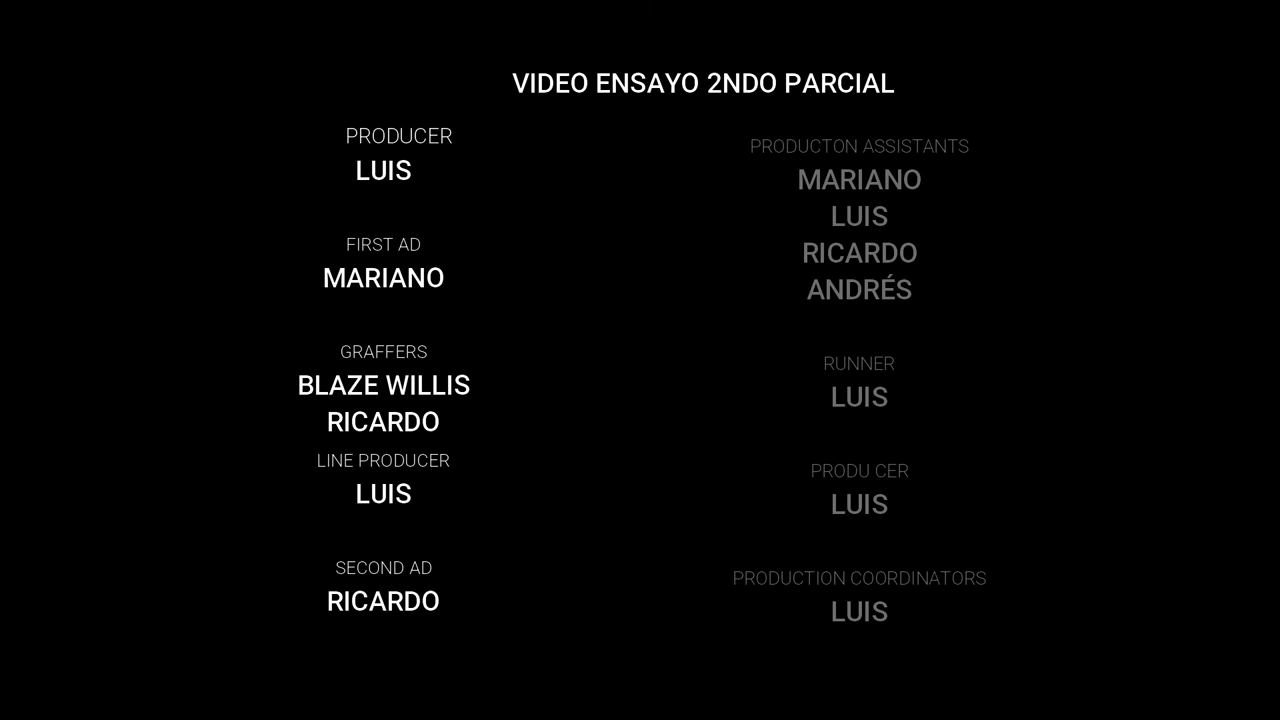 VIDEO ENSAYO 2NDO PARCIAL
PRODUCER
LUIS
FIRST AD
MARIANO
GRAFFERS
BLAZE WILLIS
RICARDO
LINE PRODUCER
LUIS
SECOND AD
RICARDO
PRODUCTON ASSISTANTS
MARIANO
LUIS
RICARDO
ANDRÉS
RUNNER
LUIS
PRODU CER
LUIS
PRODUCTION COORDINATORS
LUIS